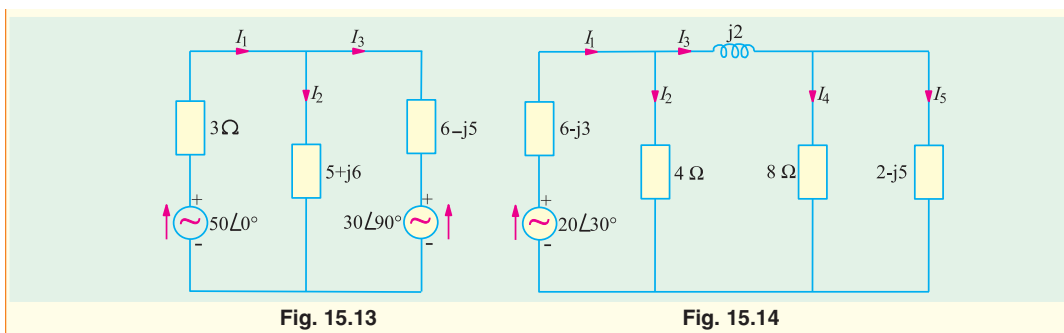 I₁ I₃
I₂
3Ω
5+j6
6–j5
+ +
50∠0° 30∠90°
- -
Fig. 15.13
I₁ I₃ j2
I₂ I₄ I₅
6-j3
4 Ω 8 Ω 2-j5
+
20∠30°
-
Fig. 15.14